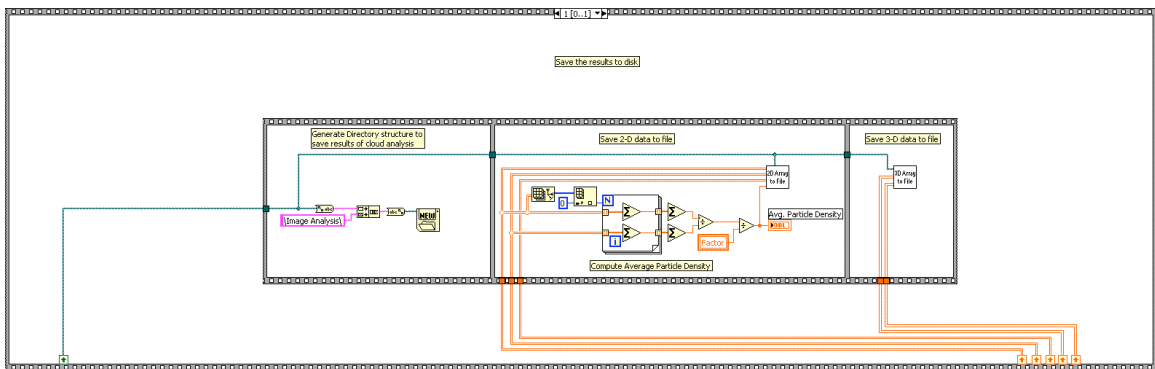 1 [0..1]
Save the results to disk
Generate Directory structure to
save results of cloud analysis
Save 2-D data to file
Save 3-D data to file
\Image Analysis\
NEW
0
N
i
2D Array
to File
3D Array
to File
Avg. Particle Density
DBL
Factor
Compute Average Particle Density